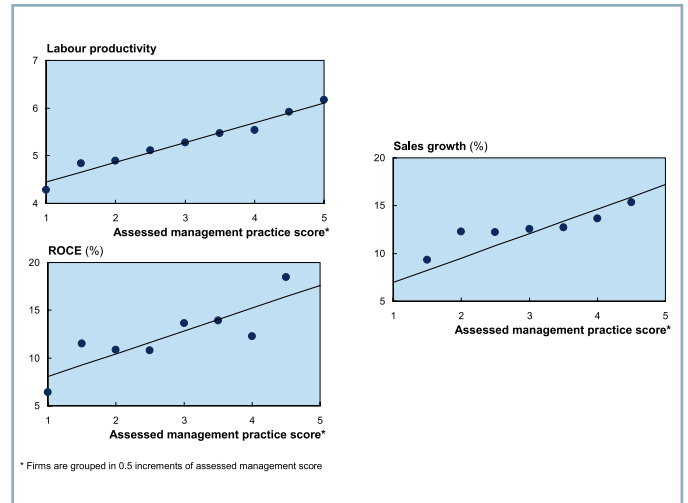 Labour productivity
7
6
5
4
1 2 3 4 5
Assessed management practice score*
ROCE (%)
20
15
10
5
1 2 3 4 5
Assessed management practice score*
Sales growth (%)
20
15
10
5
1 2 3 4 5
Assessed management practice score*
* Firms are grouped in 0.5 increments of assessed management score